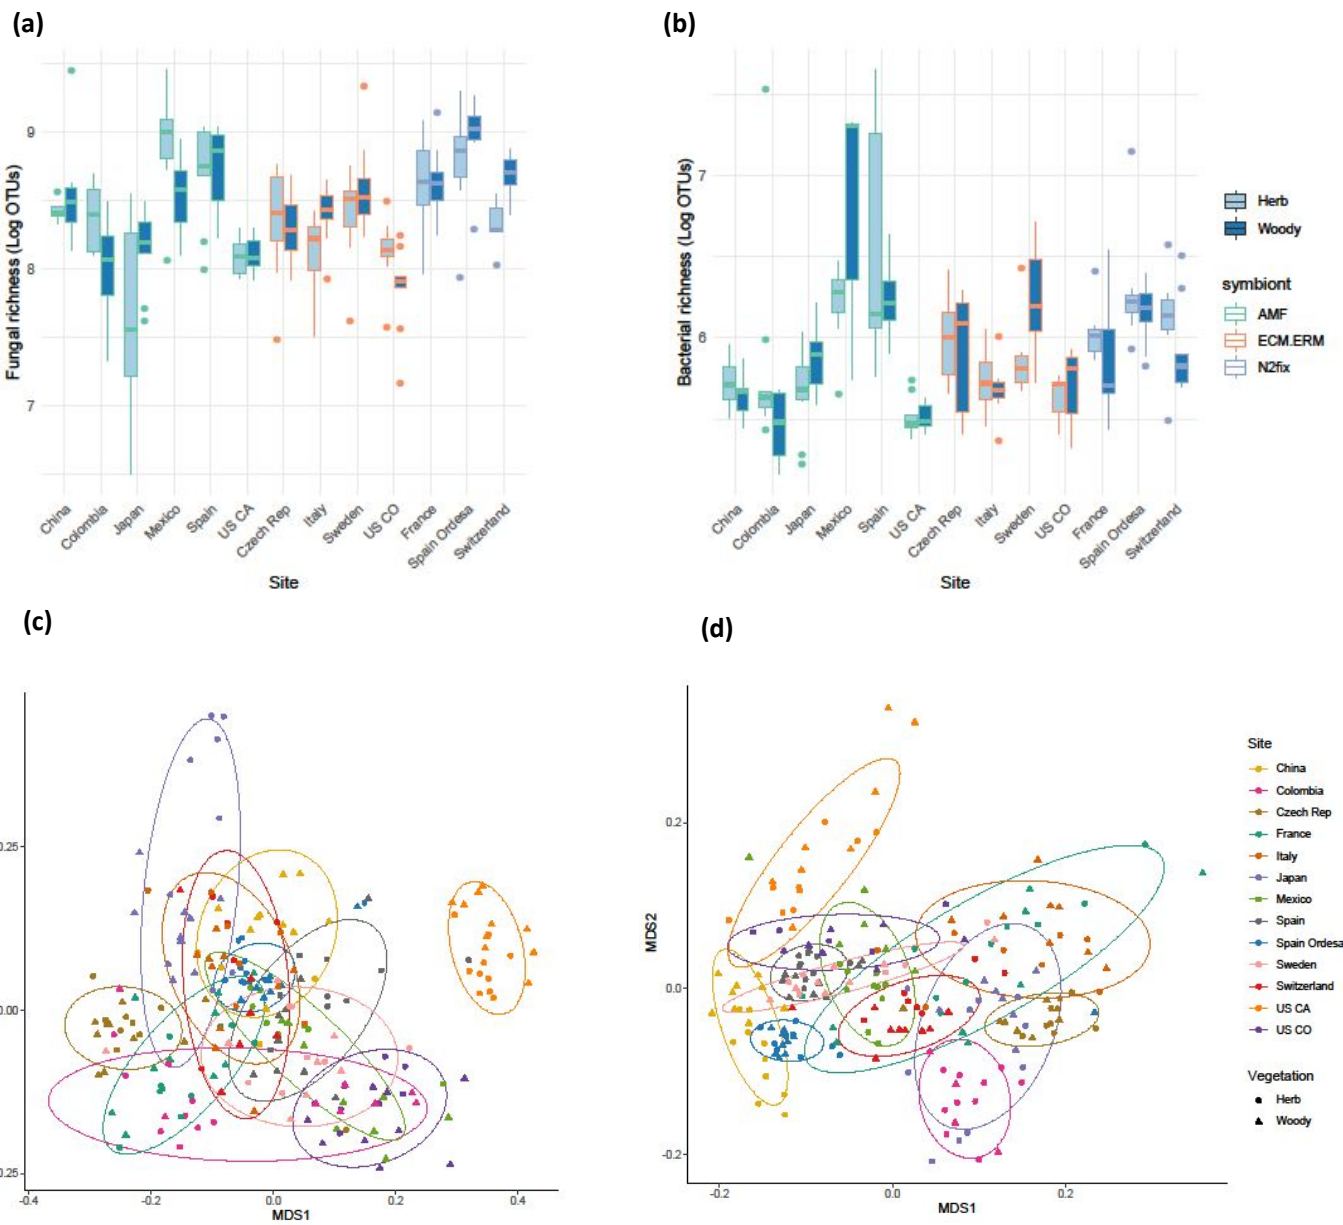 (a)
Fungal richness (Log OTUs)
9
8
7
China
Colombia
Japan
Mexico
Spain
US CA
Czech Rep
Italy
Sweden
US CO
France
Spain Ordesa
Switzerland
Site
(b)
Bacterial richness (Log OTUs)
7
6
China
Colombia
Japan
Mexico
Spain
US CA
Czech Rep
Italy
Sweden
US CO
France
Spain Ordesa
Switzerland
Site
Herb
Woody
symbiont
AMF
ECM.ERM
N2fix
(c)
0.25
0.00
0.25
-0.4
-0.2
0.0
0.2
0.4
MDS1
(d)
MDS2
0.2
0.0
-0.2
-0.2
0.0
0.2
MDS1
Site
China
Colombia
Czech Rep
France
Italy
Japan
Mexico
Spain
Spain Ordesa
Sweden
Switzerland
US CA
US CO
Vegetation
Herb
Woody